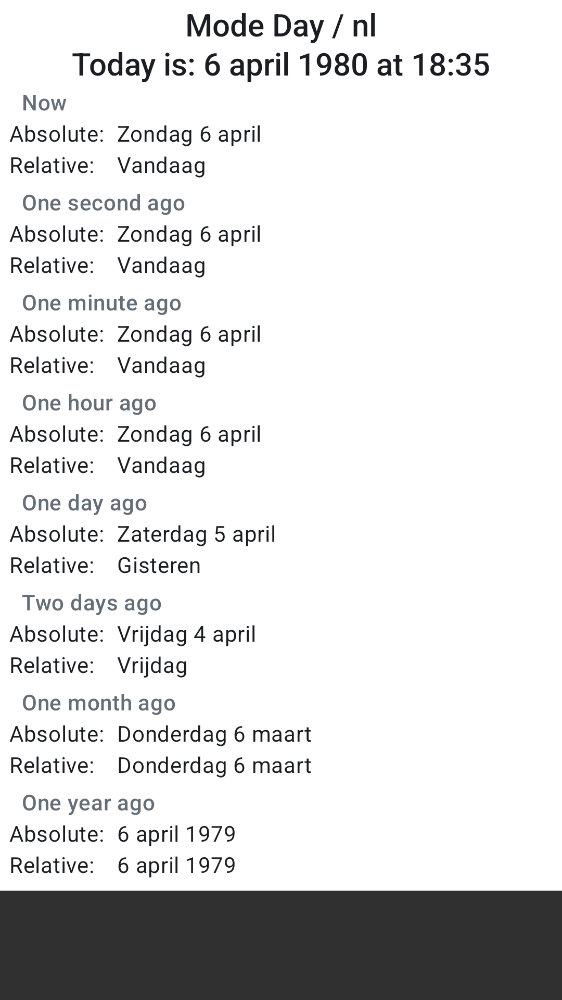 Mode Day / nl
Today is: 6 april 1980 at 18:35
Now
Absolute: Zondag 6 april
Relative: Vandaag
One second ago
Absolute: Zondag 6 april
Relative: Vandaag
One minute ago
Absolute: Zondag 6 april
Relative: Vandaag
One hour ago
Absolute: Zondag 6 april
Relative: Vandaag
One day ago
Absolute: Zaterdag 5 april
Relative: Gisteren
Two days ago
Absolute: Vrijdag 4 april
Relative: Vrijdag
One month ago
Absolute: Donderdag 6 maart
Relative: Donderdag 6 maart
One year ago
Absolute: 6 april 1979
Relative: 6 april 1979